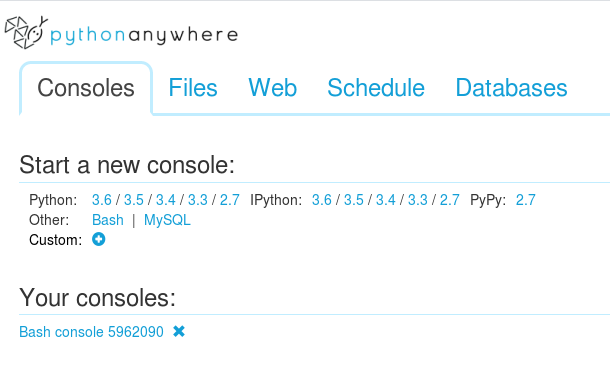 pythonanywhere
Consoles Files Web Schedule Databases
Start a new console:
Python: 3.6 / 3.5 / 3.4 / 3.3 / 2.7 IPython: 3.6 / 3.5 / 3.4 / 3.3 / 2.7 PyPy: 2.7
Other: Bash | MySQL
Custom:
Your consoles:
Bash console 5962090